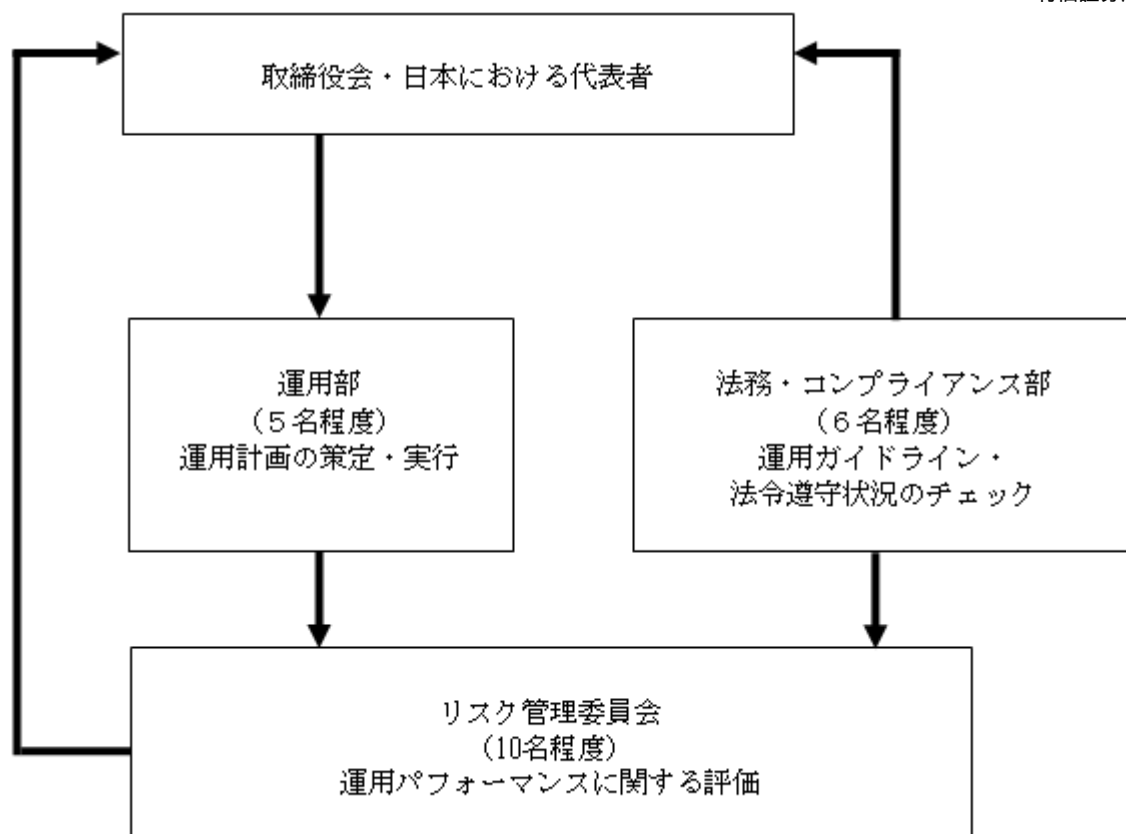 取締役会・日本における代表者
運用部
（５名程度）
運用計画の策定・実行
法務・コンプライアンス部
（６名程度）
運用ガイドライン・
法令遵守状況のチェック
リスク管理委員会
(10名程度)
運用パフォーマンスに関する評価